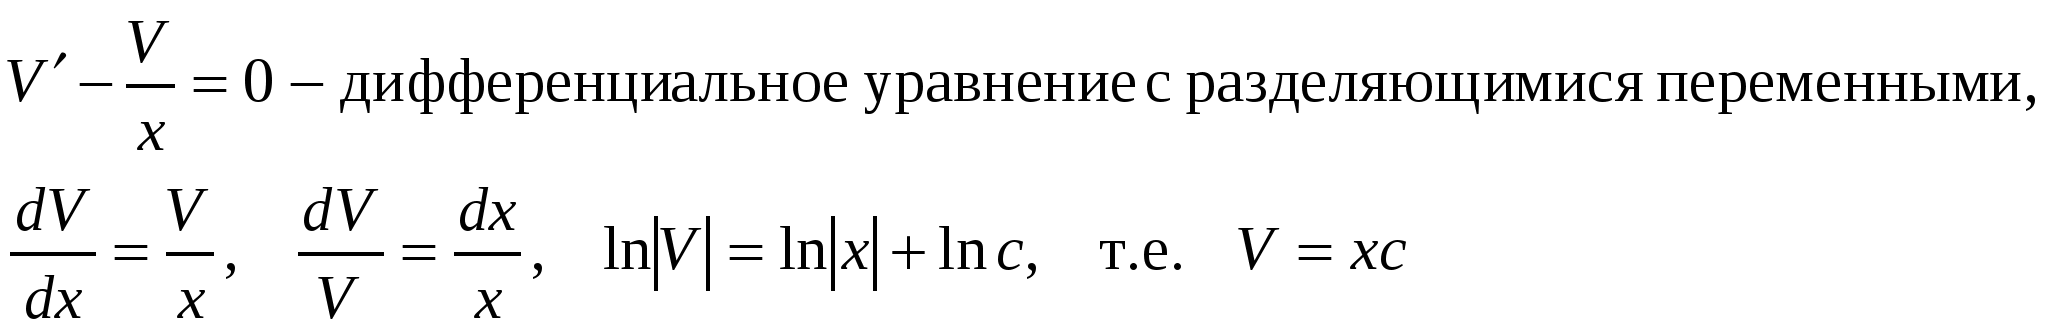 V′ − V/x = 0 − дифференциальное уравнение с разделяющимися переменными,
dV/dx = V/x, dV/V = dx/x, ln|V| = ln|x| + ln c, т.е. V = xc